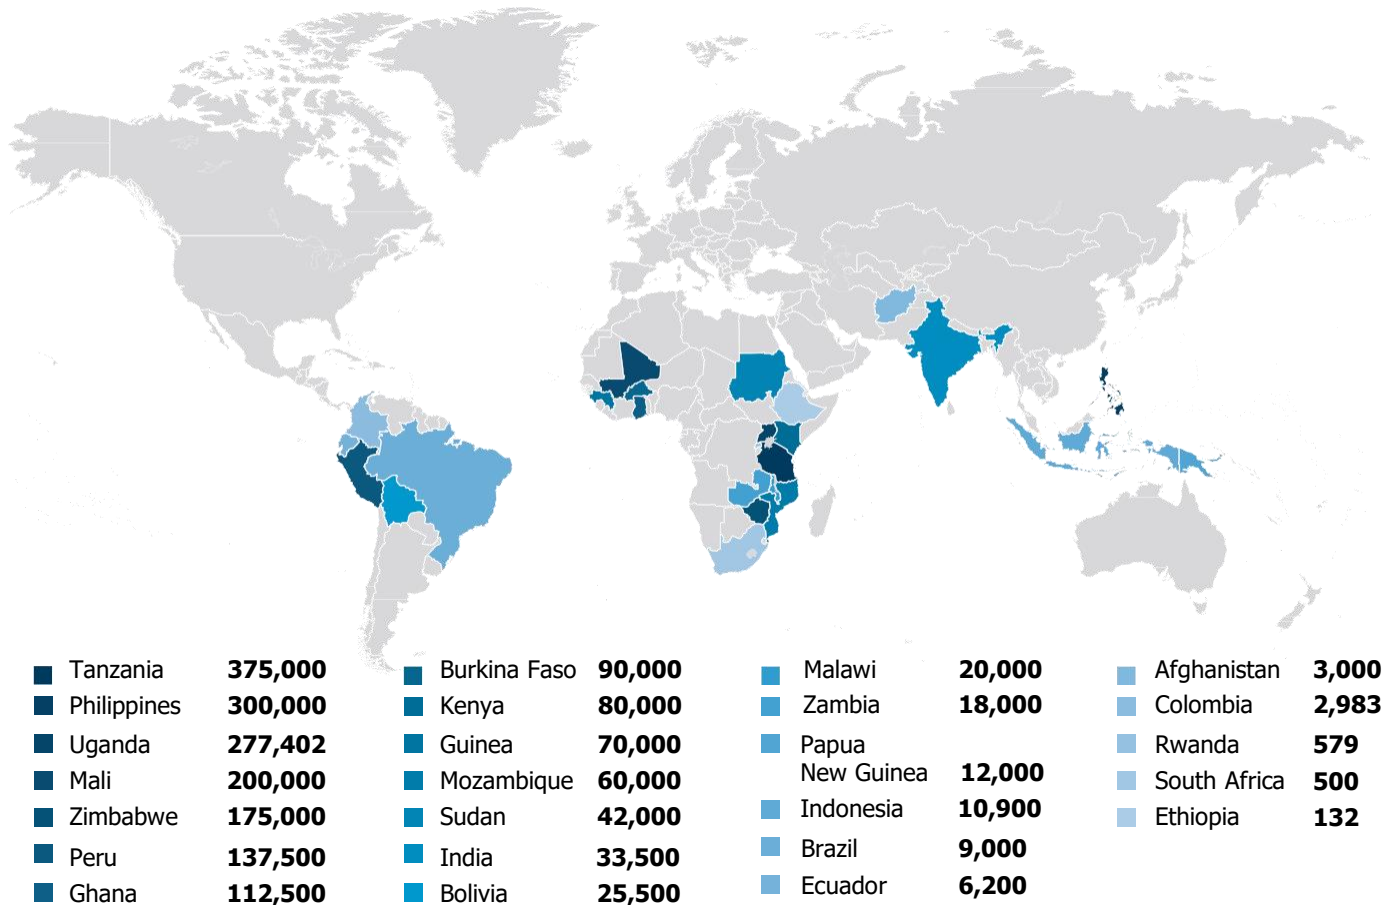 Tanzania 375,000
Philippines 300,000
Uganda 277,402
Mali 200,000
Zimbabwe 175,000
Peru 137,500
Ghana 112,500
Burkina Faso 90,000
Kenya 80,000
Guinea 70,000
Mozambique 60,000
Sudan 42,000
India 33,500
Bolivia 25,500
Malawi 20,000
Zambia 18,000
Papua
New Guinea 12,000
Indonesia 10,900
Brazil 9,000
Ecuador 6,200
Afghanistan 3,000
Colombia 2,983
Rwanda 579
South Africa 500
Ethiopia 132